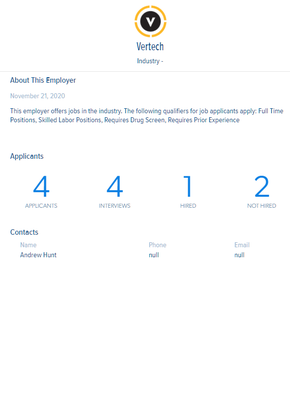 V
Vertech
Industry -
About This Employer
November 21, 2020
This employer offers jobs in the industry. The following qualifiers for job applicants apply: Full Time
Positions, Skilled Labor Positions, Requires Drug Screen, Requires Prior Experience
Applicants
4 4 1 2
APPLICANTS INTERVIEWS HIRED NOT HIRED
Contacts
Name Phone Email
Andrew Hunt null null